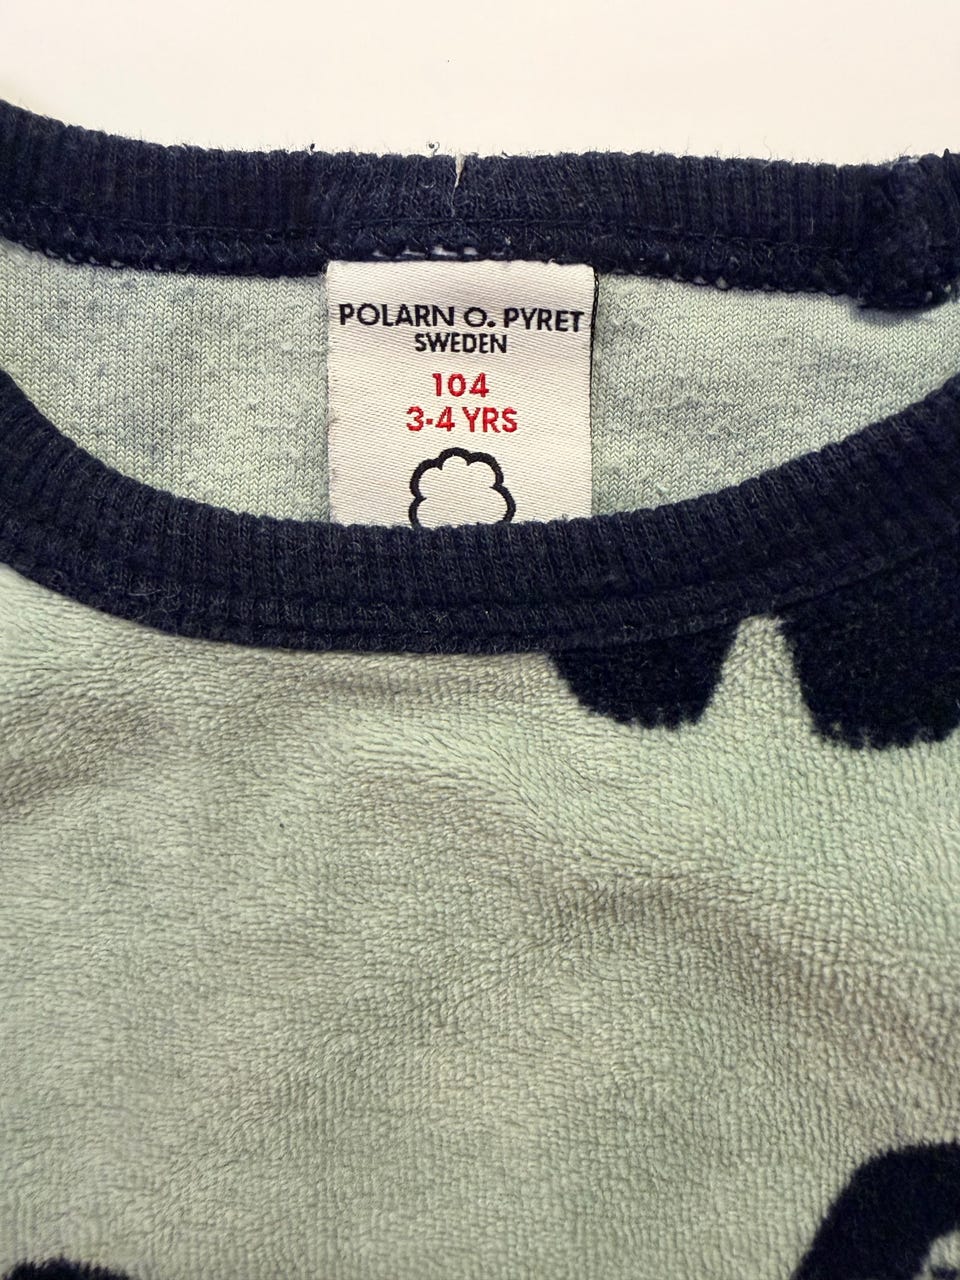 POLARN O. PYRET
SWEDEN
104
3-4 YRS